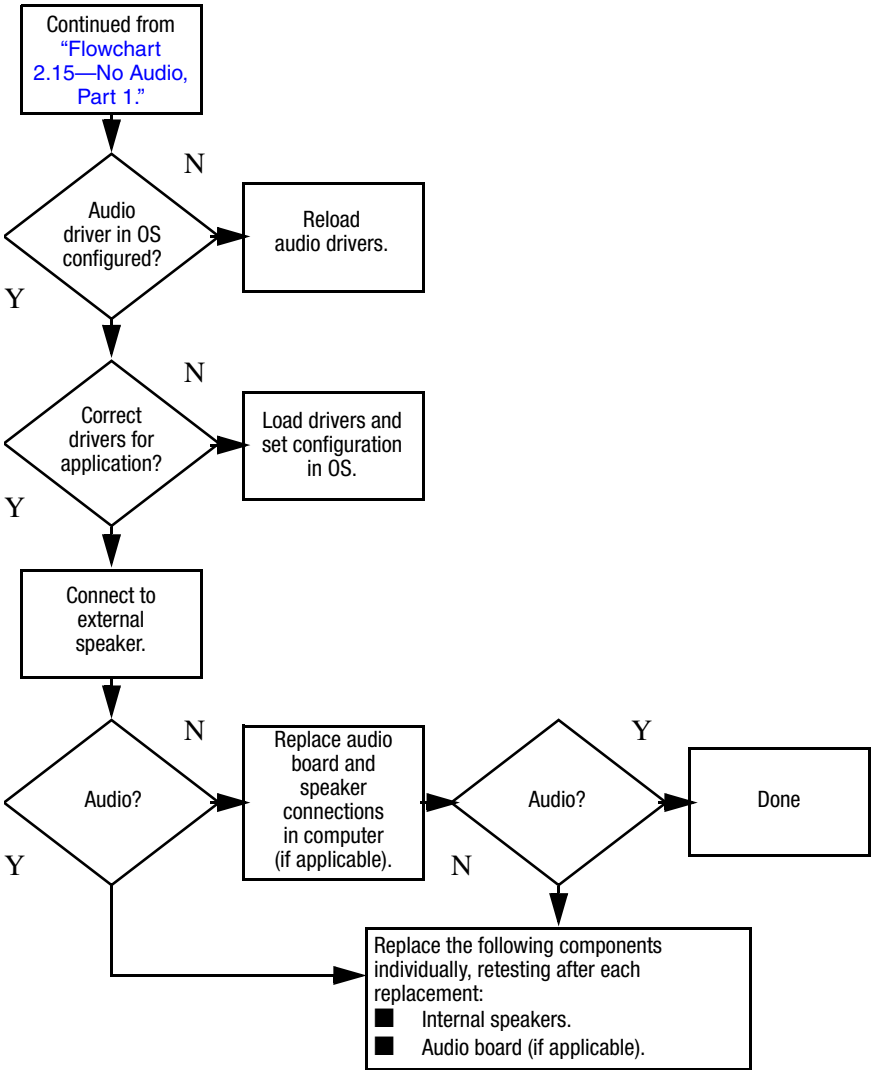 Continued from
“Flowchart
2.15—No Audio,
Part 1.”
N
Audio
driver in OS
configured?
Reload
audio drivers.
Y
N
Correct
drivers for
application?
Load drivers and
set configuration
in OS.
Y
Connect to
external
speaker.
N
Audio?
Replace audio
board and
speaker
connections
in computer
(if applicable).
Y
Audio?
Y
Done
N
Replace the following components
individually, retesting after each
replacement:
■ Internal speakers.
■ Audio board (if applicable).